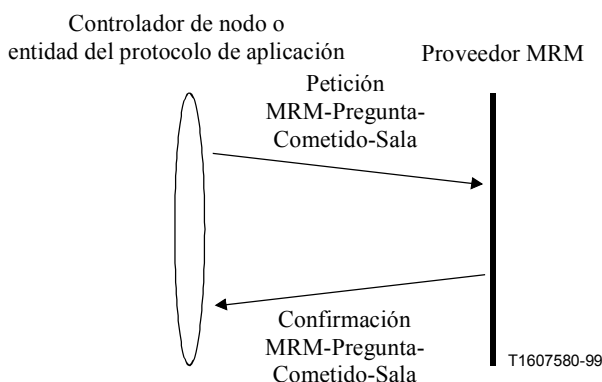 Controlador de nodo o
entidad del protocolo de aplicación
Proveedor MRM
Petición
MRM-Pregunta-
Cometido-Sala
Confirmación
MRM-Pregunta-
Cometido-Sala
T1607580-99